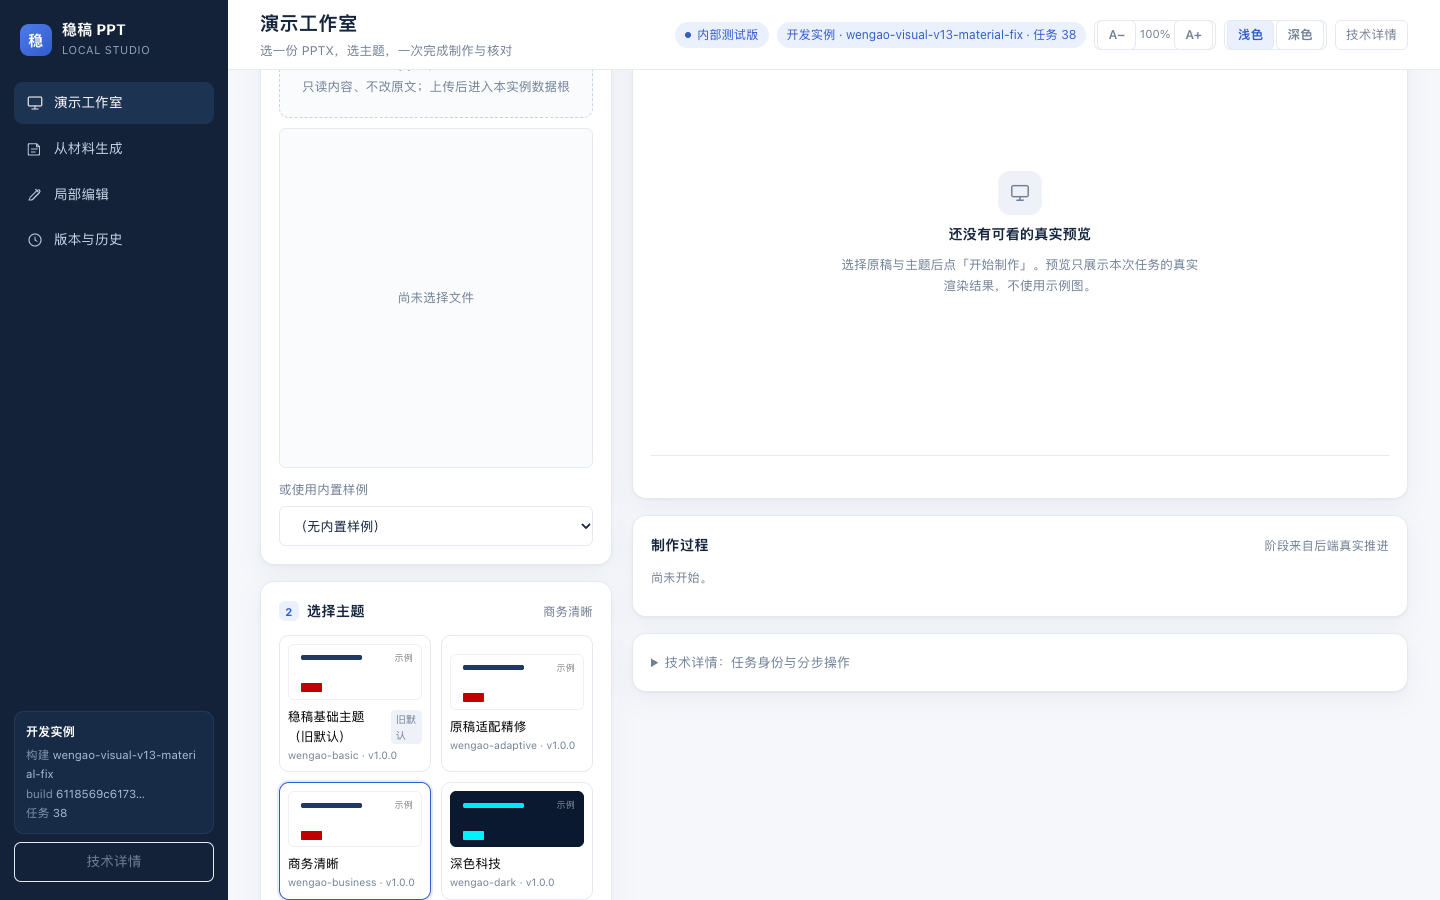 稳
稳稿 PPT
LOCAL STUDIO
演示工作室
从材料生成
局部编辑
版本与历史
开发实例
构建 wengao-visual-v13-materi
al-fix
build 6118569c6173…
任务 38
技术详情
演示工作室
选一份 PPTX，选主题，一次完成制作与核对
内部测试版
开发实例 · wengao-visual-v13-material-fix · 任务 38
A−
100%
A+
浅色
深色
技术详情
只读内容、不改原文；上传后进入本实例数据根
尚未选择文件
或使用内置样例
（无内置样例）
2
选择主题
商务清晰
示例
稳稿基础主题
（旧默认）
旧默
认
wengao-basic · v1.0.0
示例
原稿适配精修
wengao-adaptive · v1.0.0
示例
商务清晰
wengao-business · v1.0.0
示例
深色科技
wengao-dark · v1.0.0
还没有可看的真实预览
选择原稿与主题后点「开始制作」。预览只展示本次任务的真实
渲染结果，不使用示例图。
制作过程
阶段来自后端真实推进
尚未开始。
技术详情：任务身份与分步操作